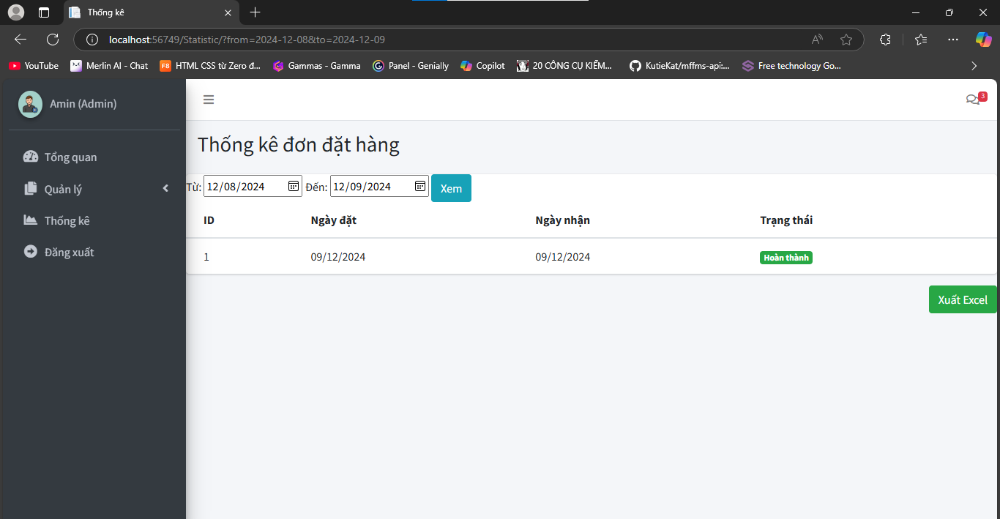 Thống kê
localhost:56749/Statistic/?from=2024-12-08&to=2024-12-09
YouTube
Merlin AI - Chat
F8 HTML CSS từ Zero đ...
Gammas - Gamma
Panel - Genially
Copilot
20 CÔNG CỤ KIẾM...
KutieKat/mffms-api:...
Free technology Go...
Amin (Admin)
3
Tổng quan
Quản lý
Thống kê
Đăng xuất
Thống kê đơn đặt hàng
Từ: 12/08/2024 Đến: 12/09/2024 Xem
ID Ngày đặt Ngày nhận Trạng thái
1 09/12/2024 09/12/2024 Hoàn thành
Xuất Excel